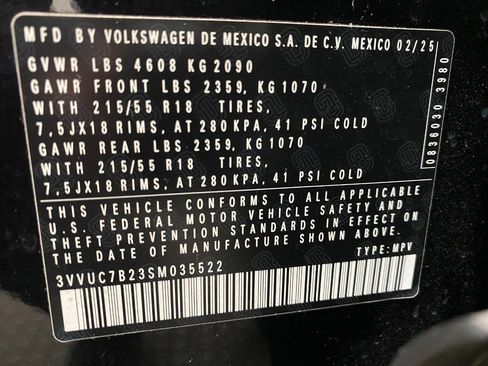 MFD BY VOLKSWAGEN DE MEXICO S.A. DE C.V. MEXICO 02/25
GVWR LBS 4608 KG 2090
GAWR FRONT LBS 2359, KG 1070
WITH 215/55 R18 TIRES,
7,5JX18 RIMS, AT 280 KPA, 41 PSI COLD
GAWR REAR LBS 2359, KG 1070
WITH 215/55 R18 TIRES,
7,5JX18 RIMS, AT 280 KPA, 41 PSI COLD
THIS VEHICLE CONFORMS TO ALL APPLICABLE
U.S. FEDERAL MOTOR VEHICLE SAFETY AND
THEFT PREVENTION STANDARDS IN EFFECT ON
THE DATE OF MANUFACTURE SHOWN ABOVE.
3VVUC7B23SM035522 TYPE: MPV
0836030 3980